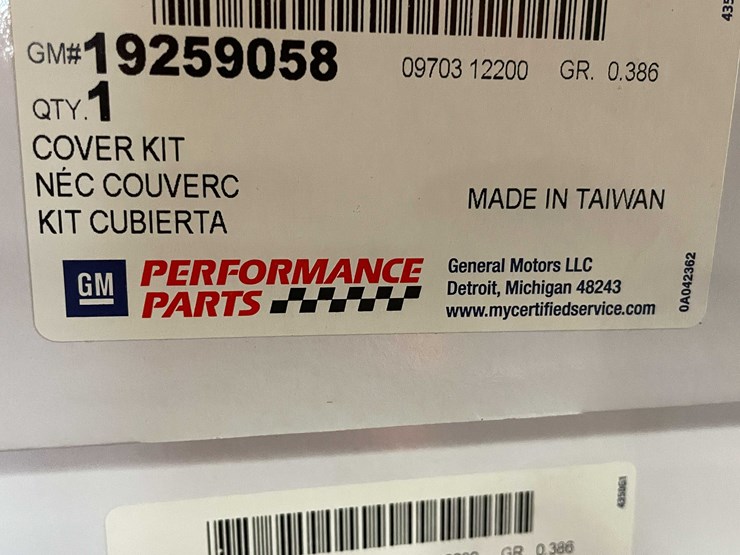 GM#19259058
09703 12200 GR. 0.386
QTY.1
COVER KIT
NÉC COUVERC
KIT CUBIERTA
MADE IN TAIWAN
GM
PERFORMANCE
PARTS
General Motors LLC
Detroit, Michigan 48243
www.mycertifiedservice.com
0A042362
GR 0.386